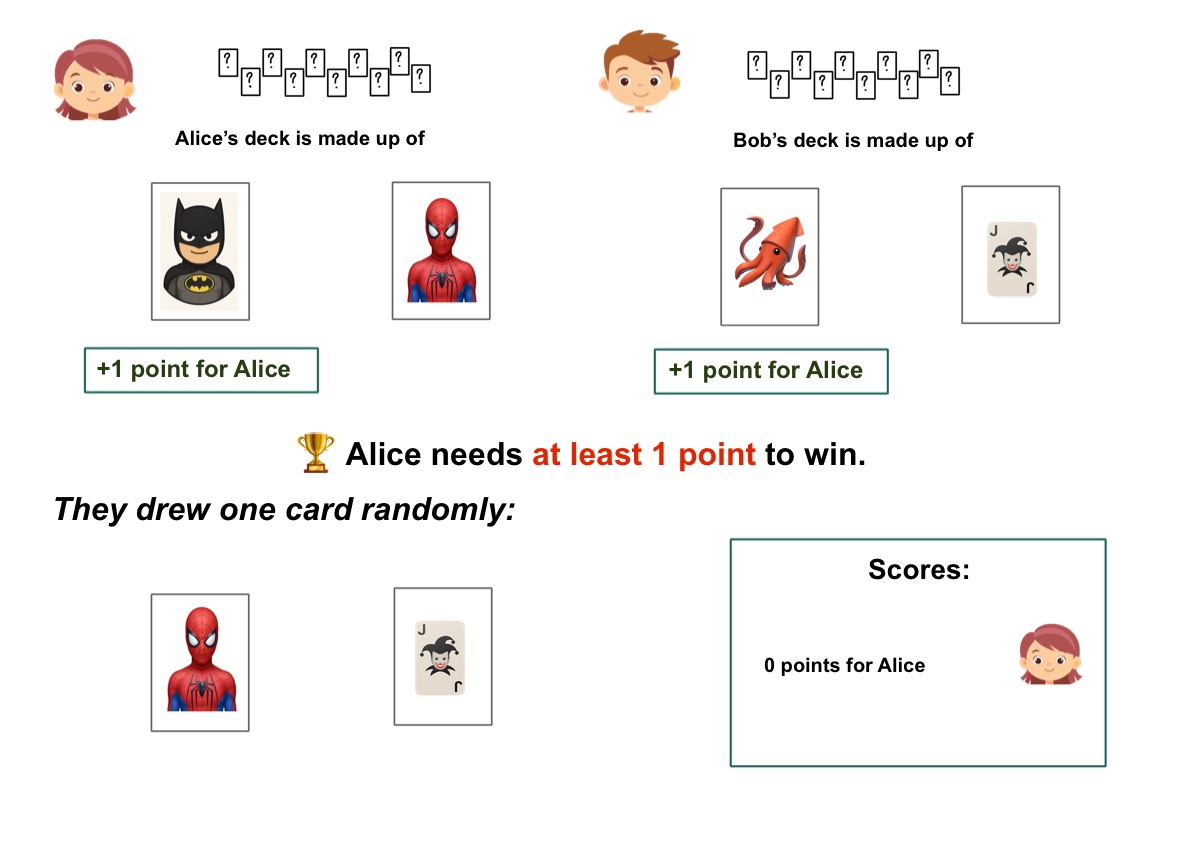 ? ? ? ? ? ? ? ? ? ?
? ? ? ? ? ? ? ? ? ?
Alice’s deck is made up of
Bob’s deck is made up of
J
J
+1 point for Alice
+1 point for Alice
Alice needs at least 1 point to win.
They drew one card randomly:
Scores:
J
J
0 points for Alice